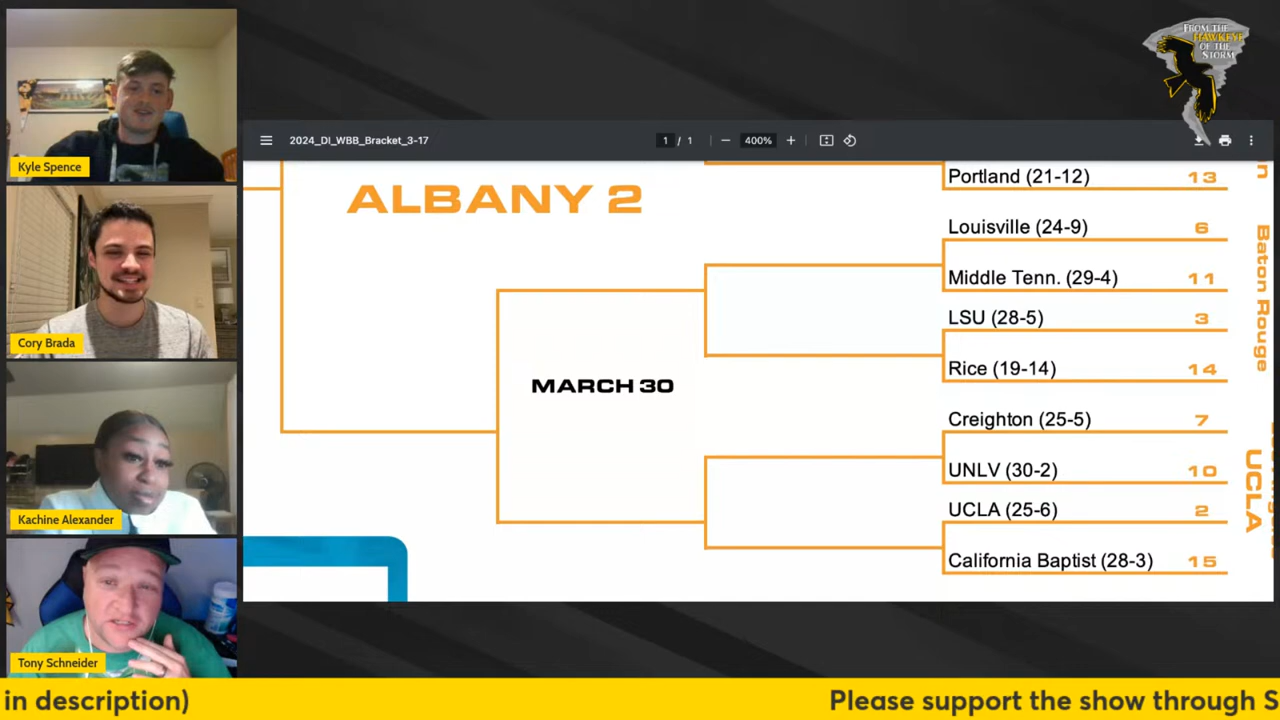 FROM THE
HAWKEYE
OF THE
STORM
2024_DI_WBB_Bracket_3-17
1 / 1
400%
Kyle Spence
Cory Brada
Kachine Alexander
Tony Schneider
ALBANY 2
MARCH 30
Portland (21-12) 13
Louisville (24-9) 6
Middle Tenn. (29-4) 11
LSU (28-5) 3
Rice (19-14) 14
Creighton (25-5) 7
UNLV (30-2) 10
UCLA (25-6) 2
California Baptist (28-3) 15
n
Baton Rouge
UCLA
in description)
Please support the show through S